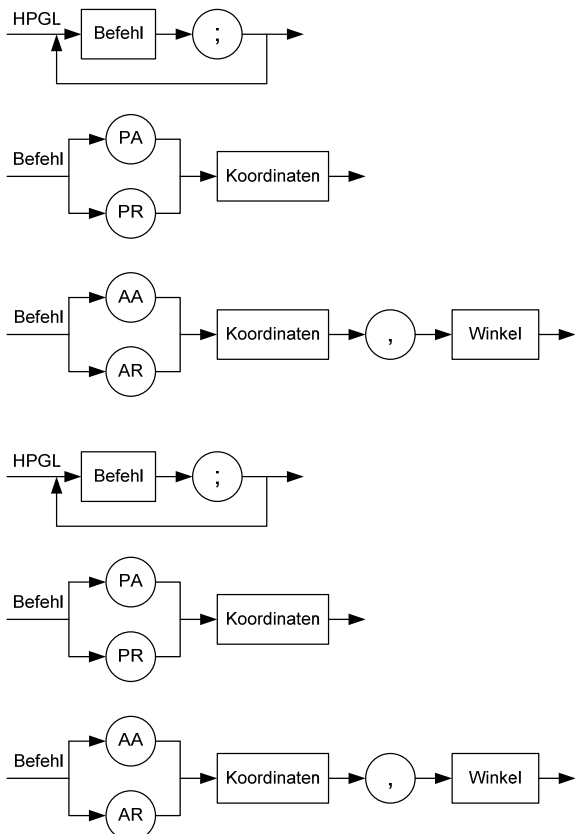 HPGL
Befehl ;
PA
Befehl
Koordinaten
PR
AA
Befehl
Koordinaten , Winkel
AR
HPGL
Befehl ;
PA
Befehl
Koordinaten
PR
AA
Befehl
Koordinaten , Winkel
AR